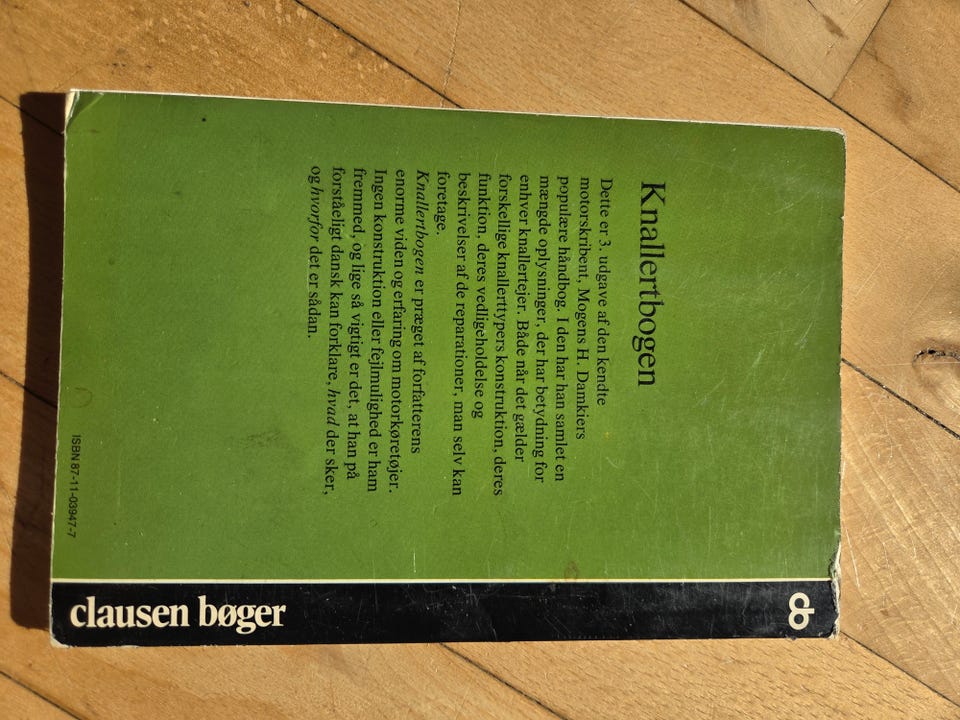 Knallertbogen
Dette er 3. udgave af den kendte
motorskribent, Mogens H. Damkiers
populære håndbog. I den har han samlet en
mængde oplysninger, der har betydning for
enhver knallertejer. Både når det gælder
forskellige knallerttypers konstruktion, deres
funktion, deres vedligeholdelse og
beskrivelser af de reparationer, man selv kan
foretage.
Knallertbogen er præget af forfatterens
enorme viden og erfaring om motorkøretøjer.
Ingen konstruktion eller fejlmulighed er ham
fremmed, og lige så vigtigt er det, at han på
forståeligt dansk kan forklare, hvad der sker,
og hvorfor det er sådan.
ISBN 87-11-03947-7
clausen bøger
cb